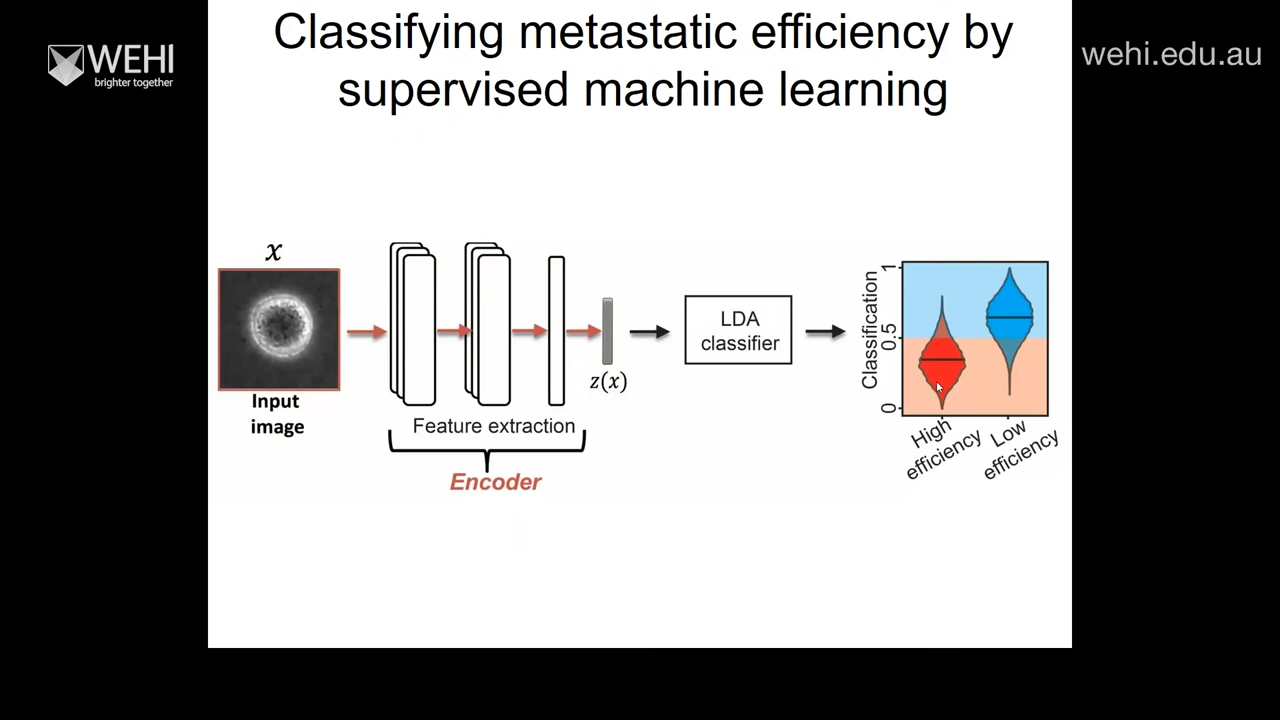 Classifying metastatic efficiency by
supervised machine learning
WEHI
brighter together
wehi.edu.au
x
Input
image
Feature extraction
Encoder
z(x)
LDA
classifier
Classification
1
0.5
0
High
efficiency
Low
efficiency